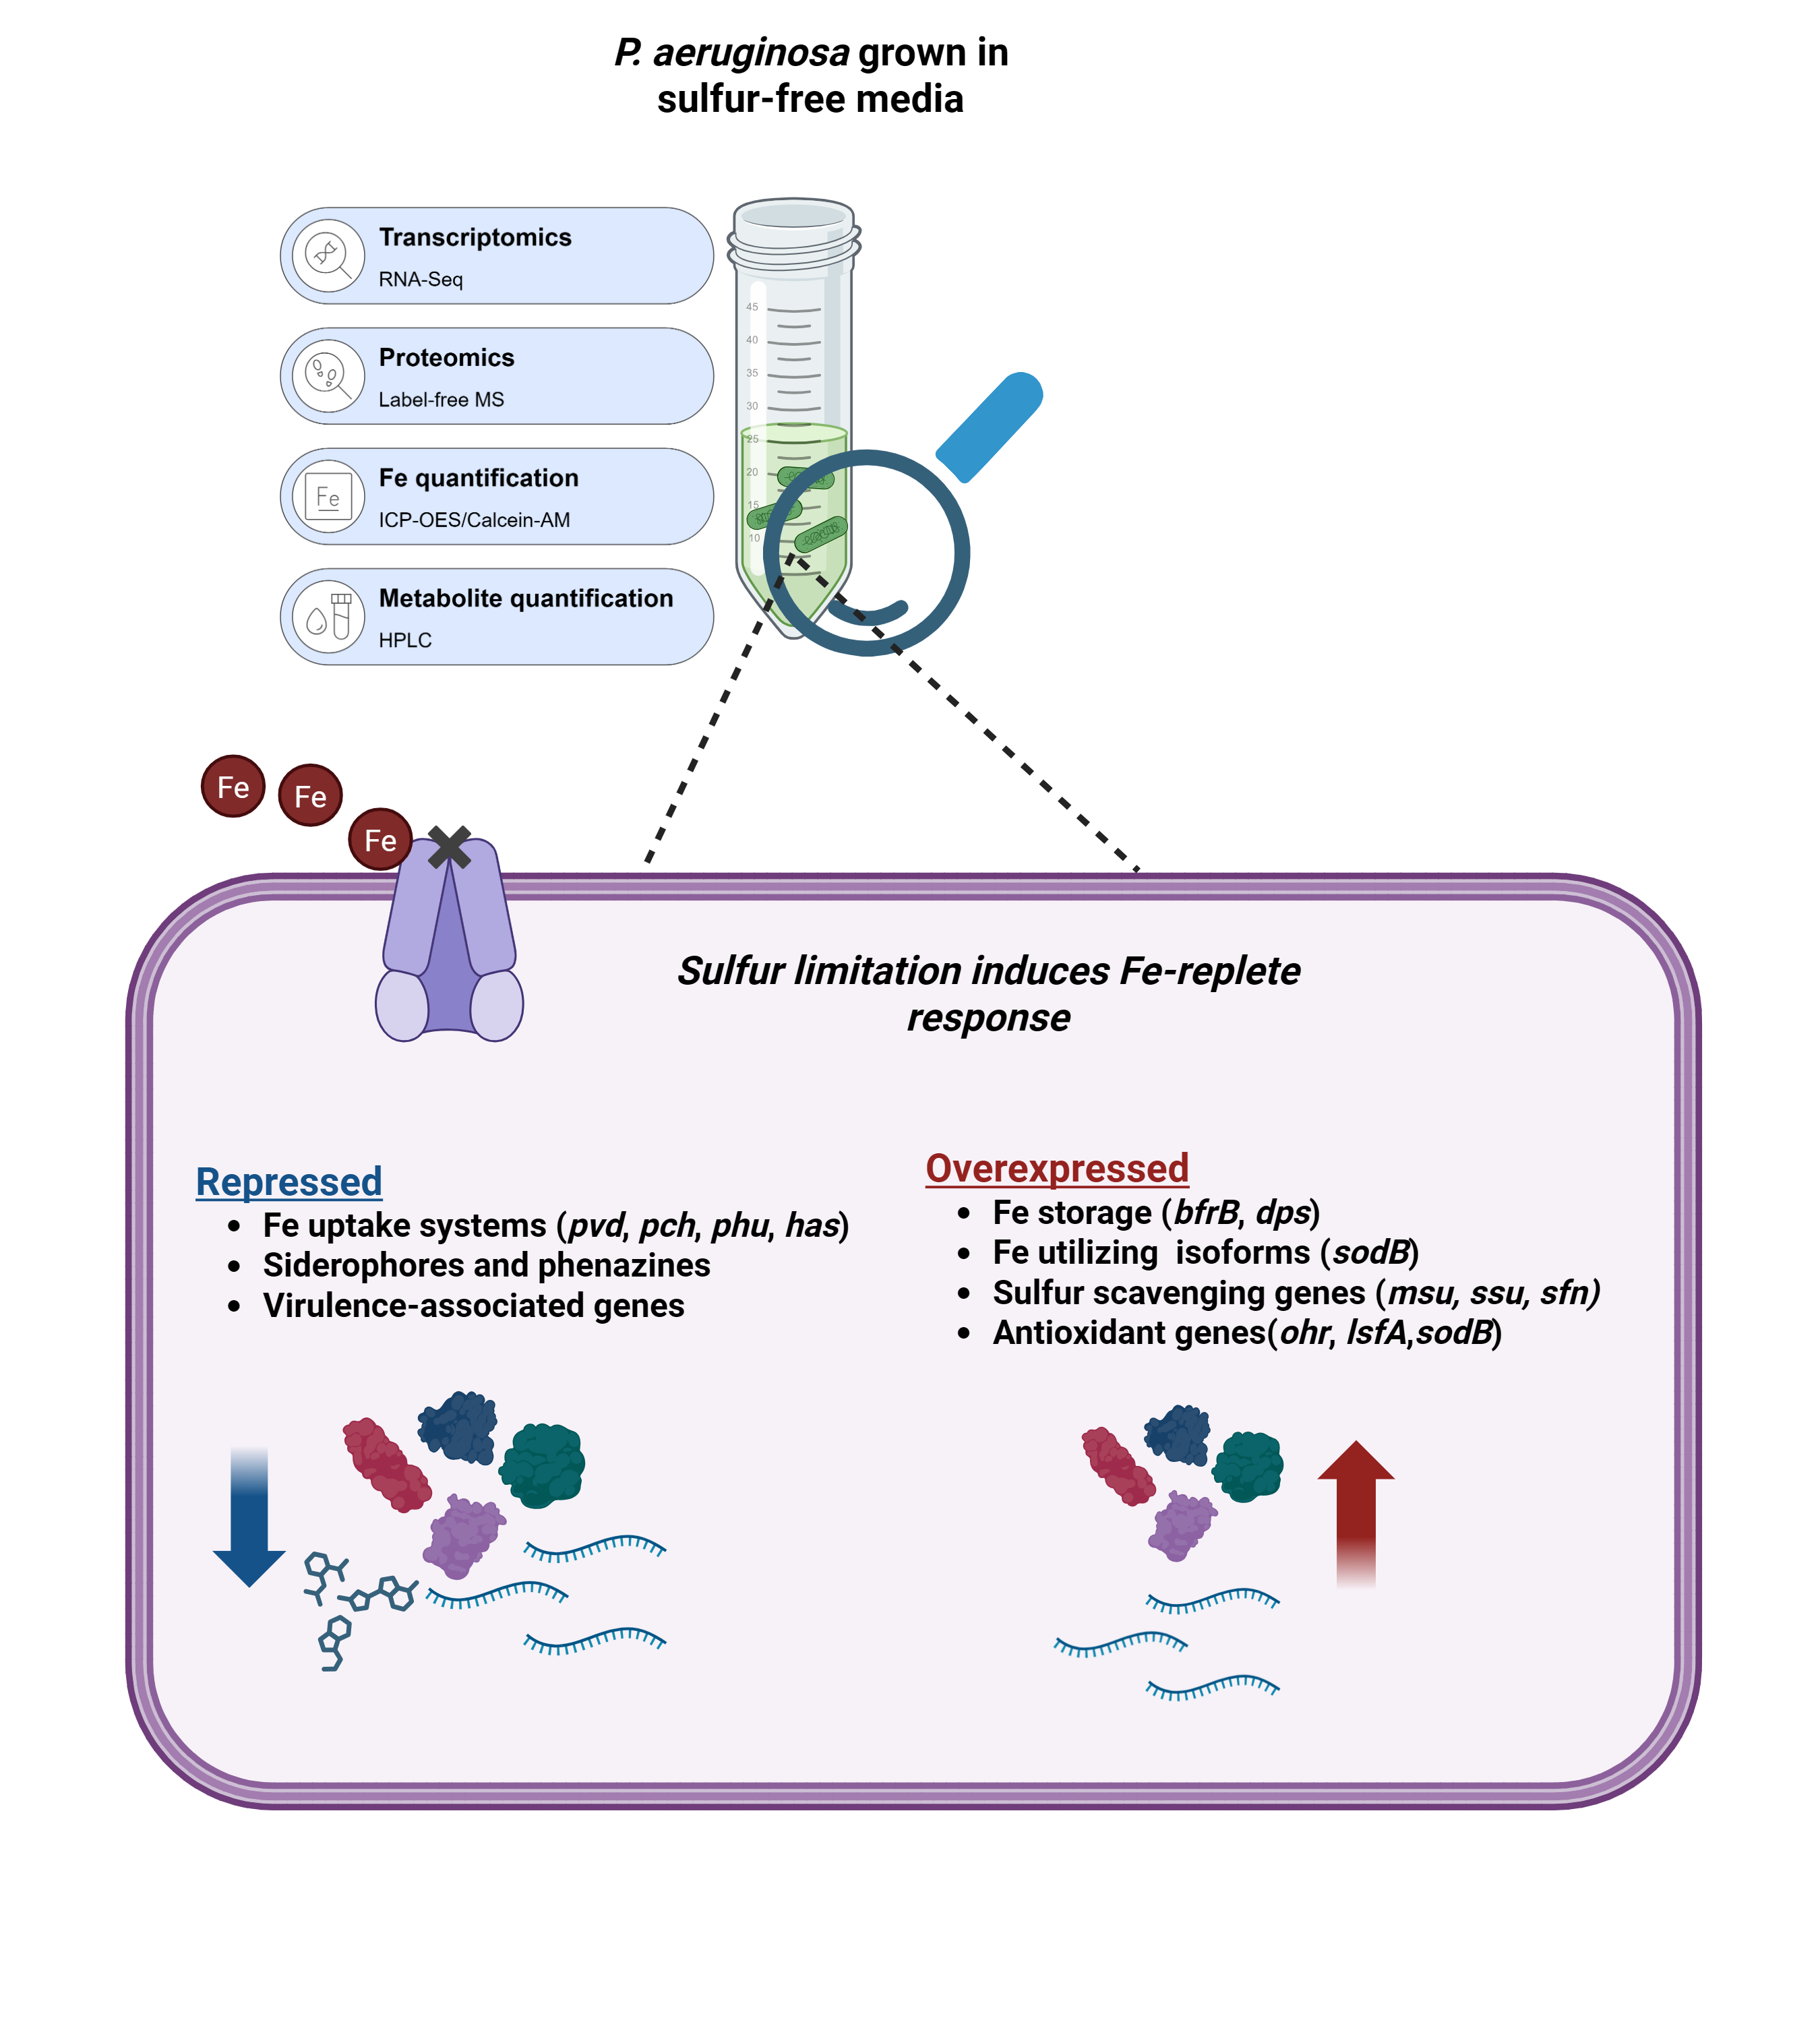 P. aeruginosa grown in
sulfur-free media
Transcriptomics
RNA-Seq
Proteomics
Label-free MS
Fe
Fe quantification
ICP-OES/Calcein-AM
Metabolite quantification
HPLC
45
40
35
30
25
20
15
10
Fe
Fe
Fe
Sulfur limitation induces Fe-replete
response
Repressed
• Fe uptake systems (pvd, pch, phu, has)
• Siderophores and phenazines
• Virulence-associated genes
Overexpressed
• Fe storage (bfrB, dps)
• Fe utilizing  isoforms (sodB)
• Sulfur scavenging genes (msu, ssu, sfn)
• Antioxidant genes(ohr, lsfA,sodB)